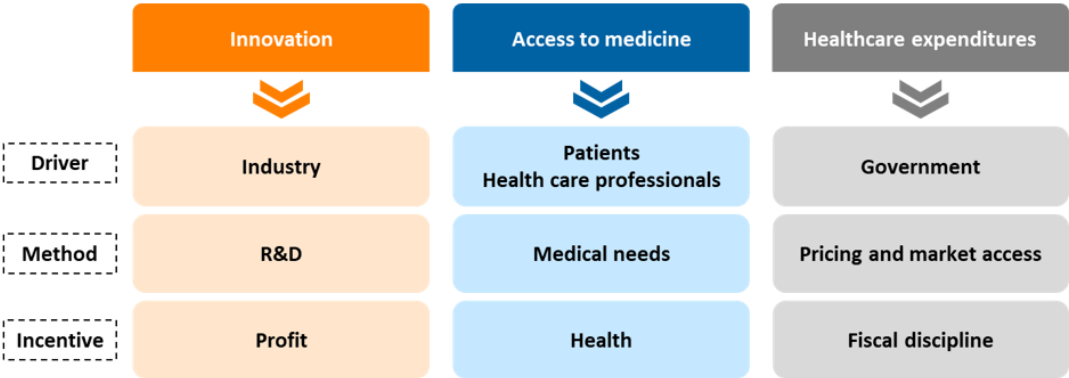 Innovation
Access to medicine
Healthcare expenditures
Driver
Industry
Patients
Health care professionals
Government
Method
R&D
Medical needs
Pricing and market access
Incentive
Profit
Health
Fiscal discipline